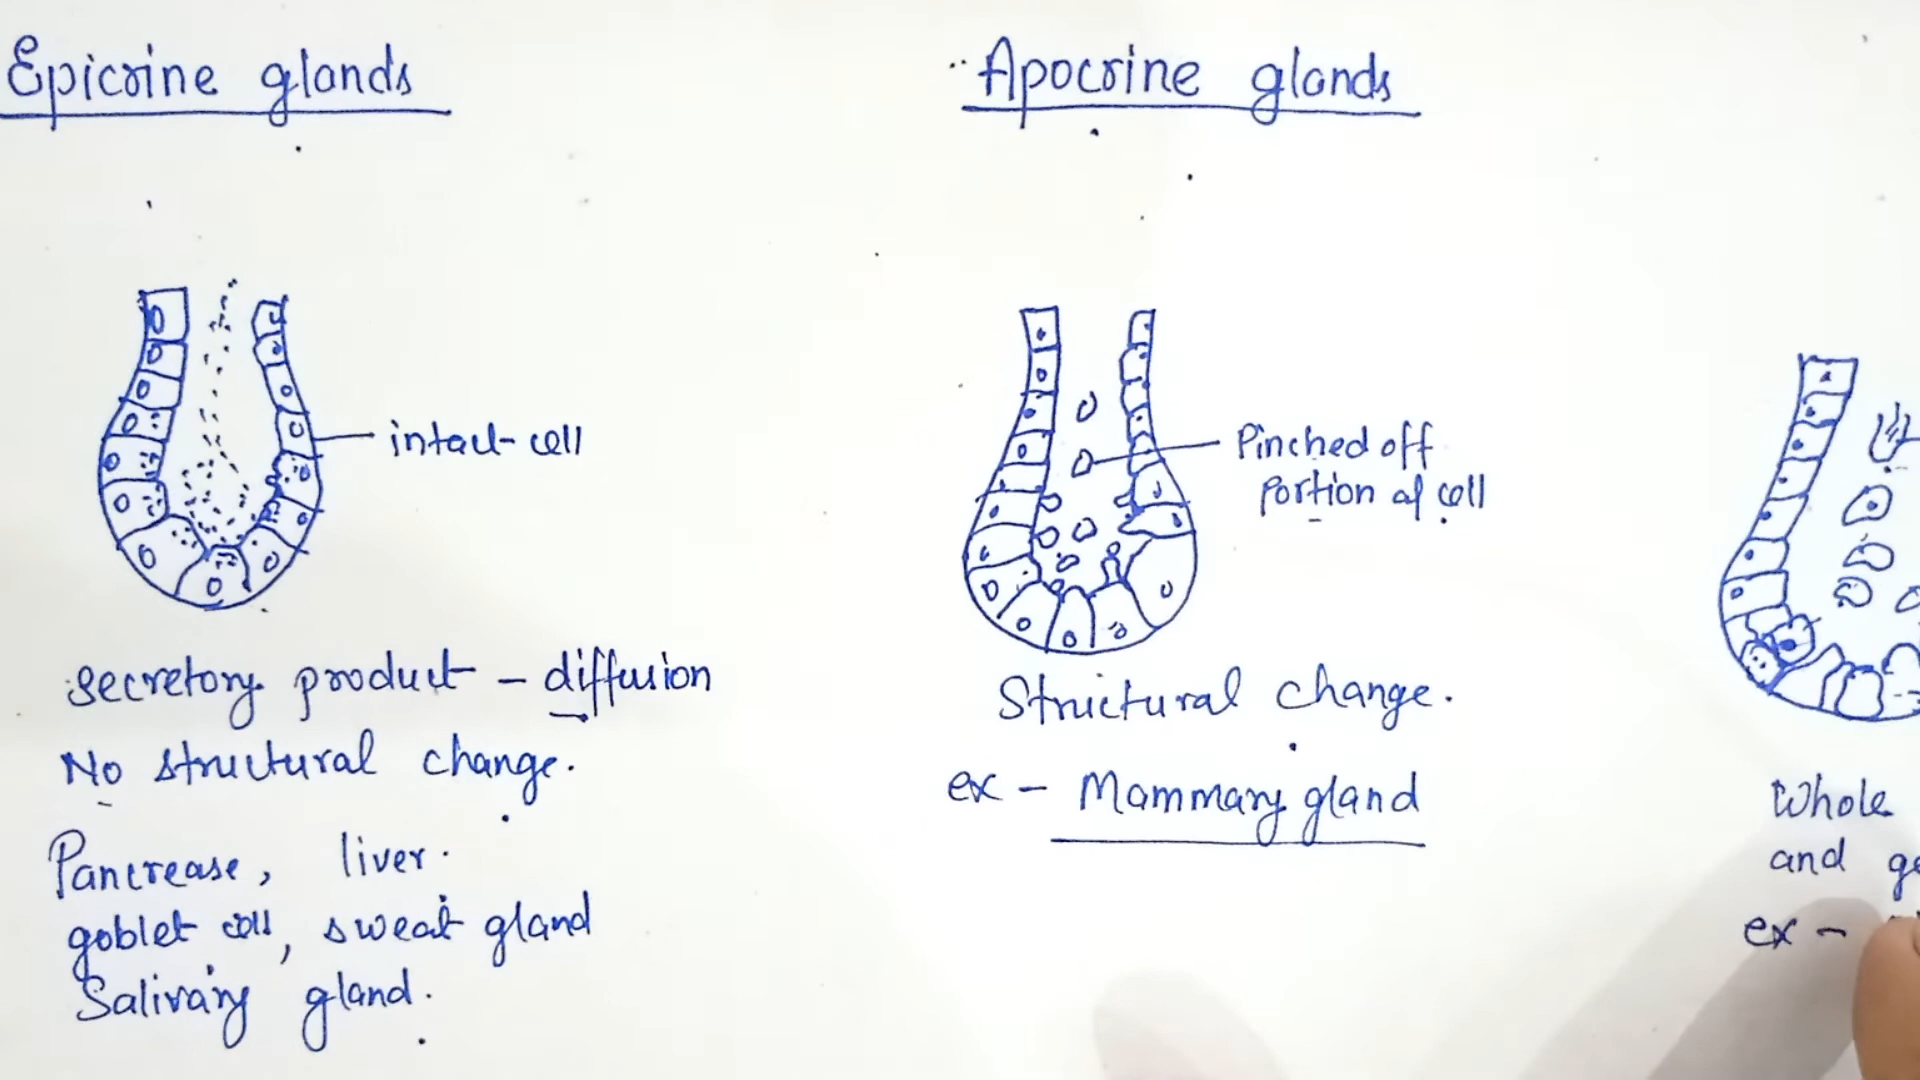 Epicrine glands
intact cell
secretory product – diffusion
No structural change.
Pancrease, liver.
goblet cell, sweat gland
Salivary gland.
Apocrine glands
Pinched off
Portion of cell
Structural change.
ex – Mammary gland
Whole
and
ex –